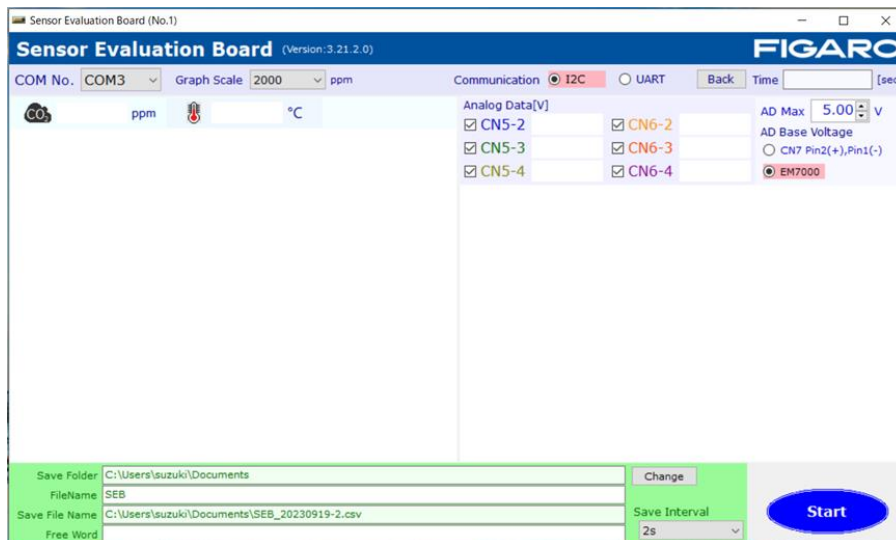 Sensor Evaluation Board (No.1)
Sensor Evaluation Board (Version:3.21.2.0) FIGARO
COM No. COM3 Graph Scale 2000 ppm Communication I2C UART Back Time [sec
CO2 ppm °C Analog Data[V] AD Max 5.00 V
CN5-2 CN6-2 AD Base Voltage
CN5-3 CN6-3 CN7 Pin2(+),Pin1(-)
CN5-4 CN6-4 EM7000
Save Folder C:\Users\suzuki\Documents Change
FileName SEB
Save File Name C:\Users\suzuki\Documents\SEB_20230919-2.csv Save Interval Start
Free Word 2s